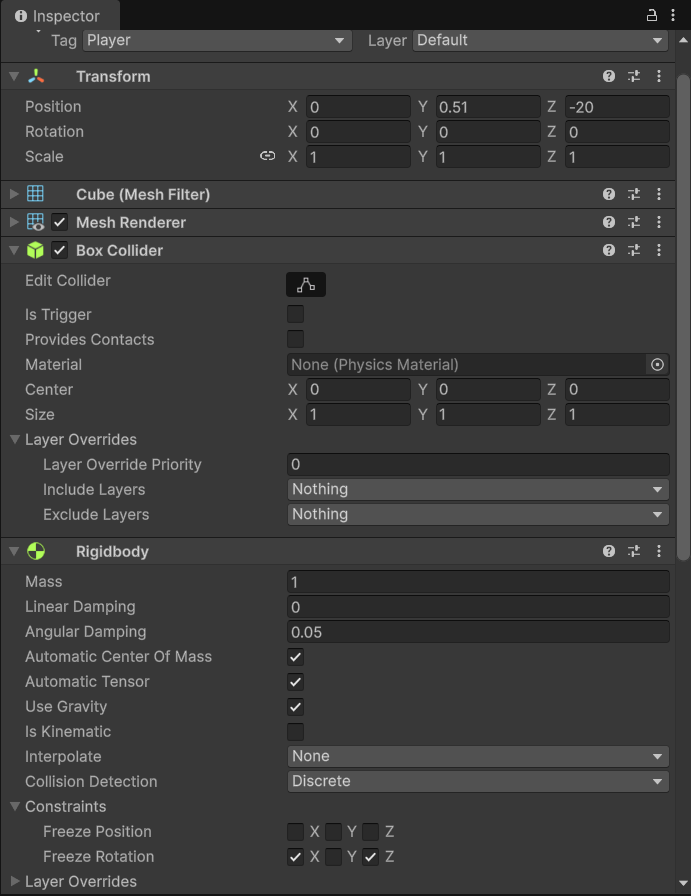 Inspector
Tag Player Layer Default
Transform
Position X 0 Y 0.51 Z -20
Rotation X 0 Y 0 Z 0
Scale X 1 Y 1 Z 1
Cube (Mesh Filter)
Mesh Renderer
Box Collider
Edit Collider
Is Trigger
Provides Contacts
Material None (Physics Material)
Center X 0 Y 0 Z 0
Size X 1 Y 1 Z 1
Layer Overrides
Layer Override Priority 0
Include Layers Nothing
Exclude Layers Nothing
Rigidbody
Mass 1
Linear Damping 0
Angular Damping 0.05
Automatic Center Of Mass
Automatic Tensor
Use Gravity
Is Kinematic
Interpolate None
Collision Detection Discrete
Constraints
Freeze Position X Y Z
Freeze Rotation X Y Z
Layer Overrides